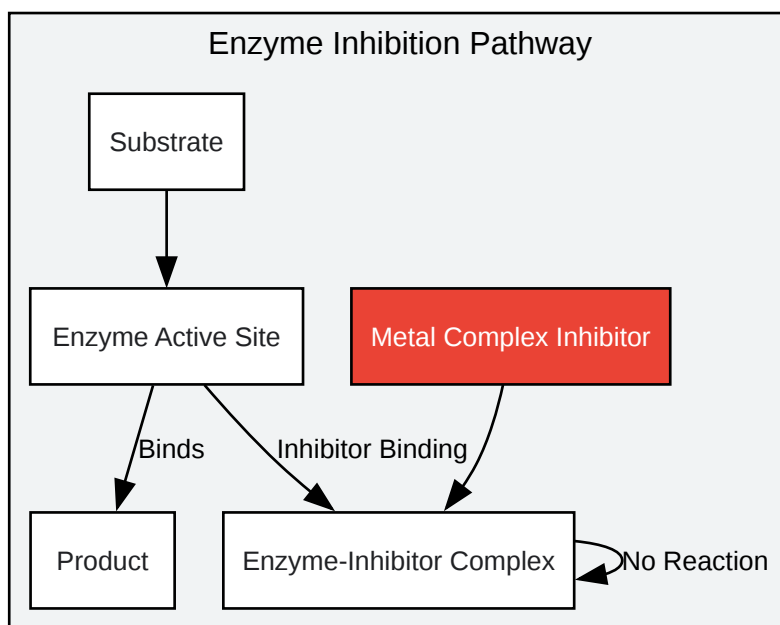 Enzyme Inhibition Pathway
Substrate
Enzyme Active Site
Metal Complex Inhibitor
Binds
Inhibitor Binding
Product
Enzyme-Inhibitor Complex
No Reaction